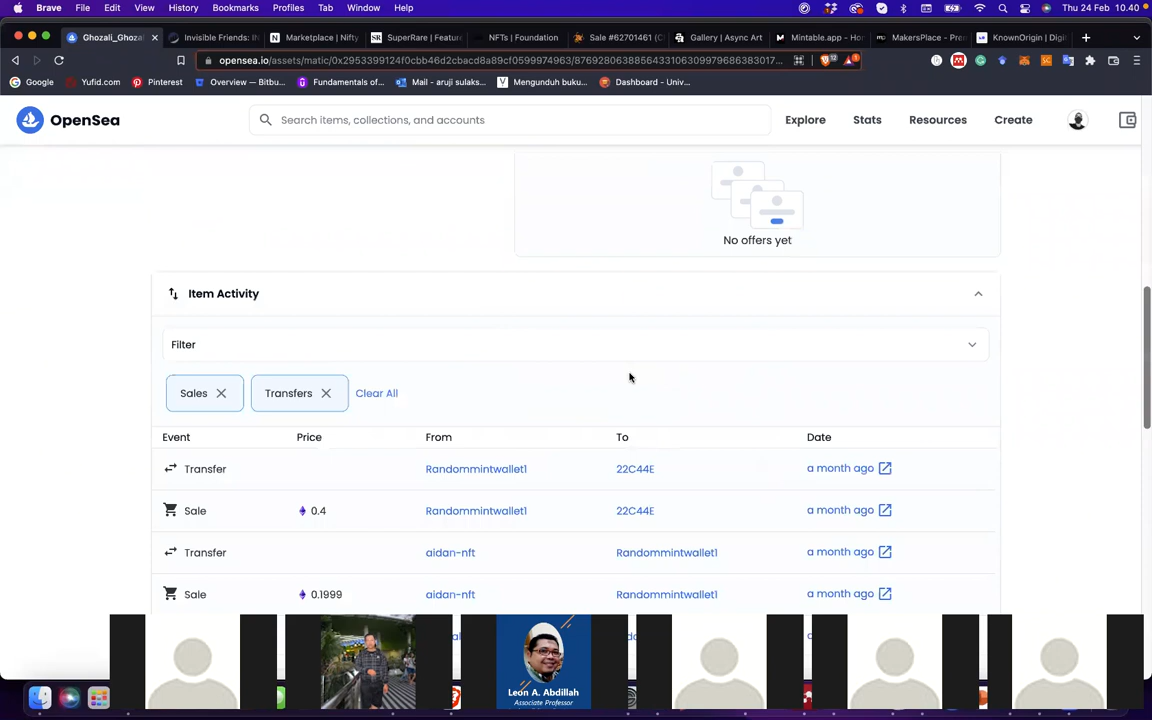 Brave File Edit View History Bookmarks Profiles Tab Window Help Thu 24 Feb 10.40
Ghozali_Ghoza Invisible Friends: IN Marketplace | Nifty SuperRare | Feature NFTs | Foundation Sale #62701461 (C Gallery | Async Art Mintable.app - Ho MakersPlace - Pre KnownOrigin | Digi
opensea.io/assets/matic/0x2953399124f0cbb46d2cbacd8a89cf0599974963/8769280638856433106309979686383017...
Google Yufid.com Pinterest Overview – Bitbu... Fundamentals of... Mail - aruji sulaks... Mengunduh buku... Dashboard - Univ...
OpenSea Search items, collections, and accounts Explore Stats Resources Create
No offers yet
Item Activity
Filter
Sales Transfers Clear All
Event Price From To Date
Transfer Randommintwallet1 22C44E a month ago
Sale 0.4 Randommintwallet1 22C44E a month ago
Transfer aidan-nft Randommintwallet1 a month ago
Sale 0.1999 aidan-nft Randommintwallet1 a month ago
Leon A. Abdillah
Associate Professor